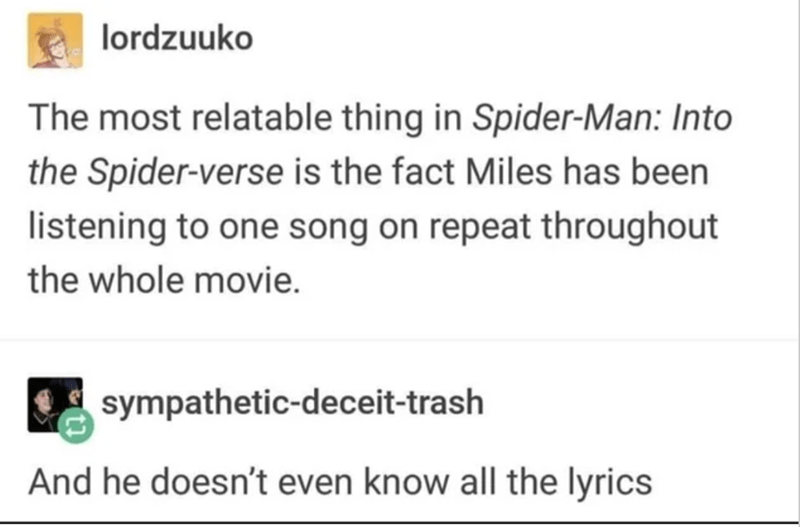 lordzuuko
The most relatable thing in Spider-Man: Into
the Spider-verse is the fact Miles has been
listening to one song on repeat throughout
the whole movie.
sympathetic-deceit-trash
And he doesn't even know all the lyrics